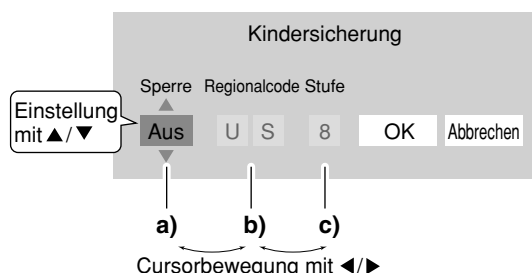 Kindersicherung
Sperre Regionalcode Stufe
Einstellung
mit ▲/▼
Aus U S 8 OK Abbrechen
a) b) c)
Cursorbewegung mit ◀/▶